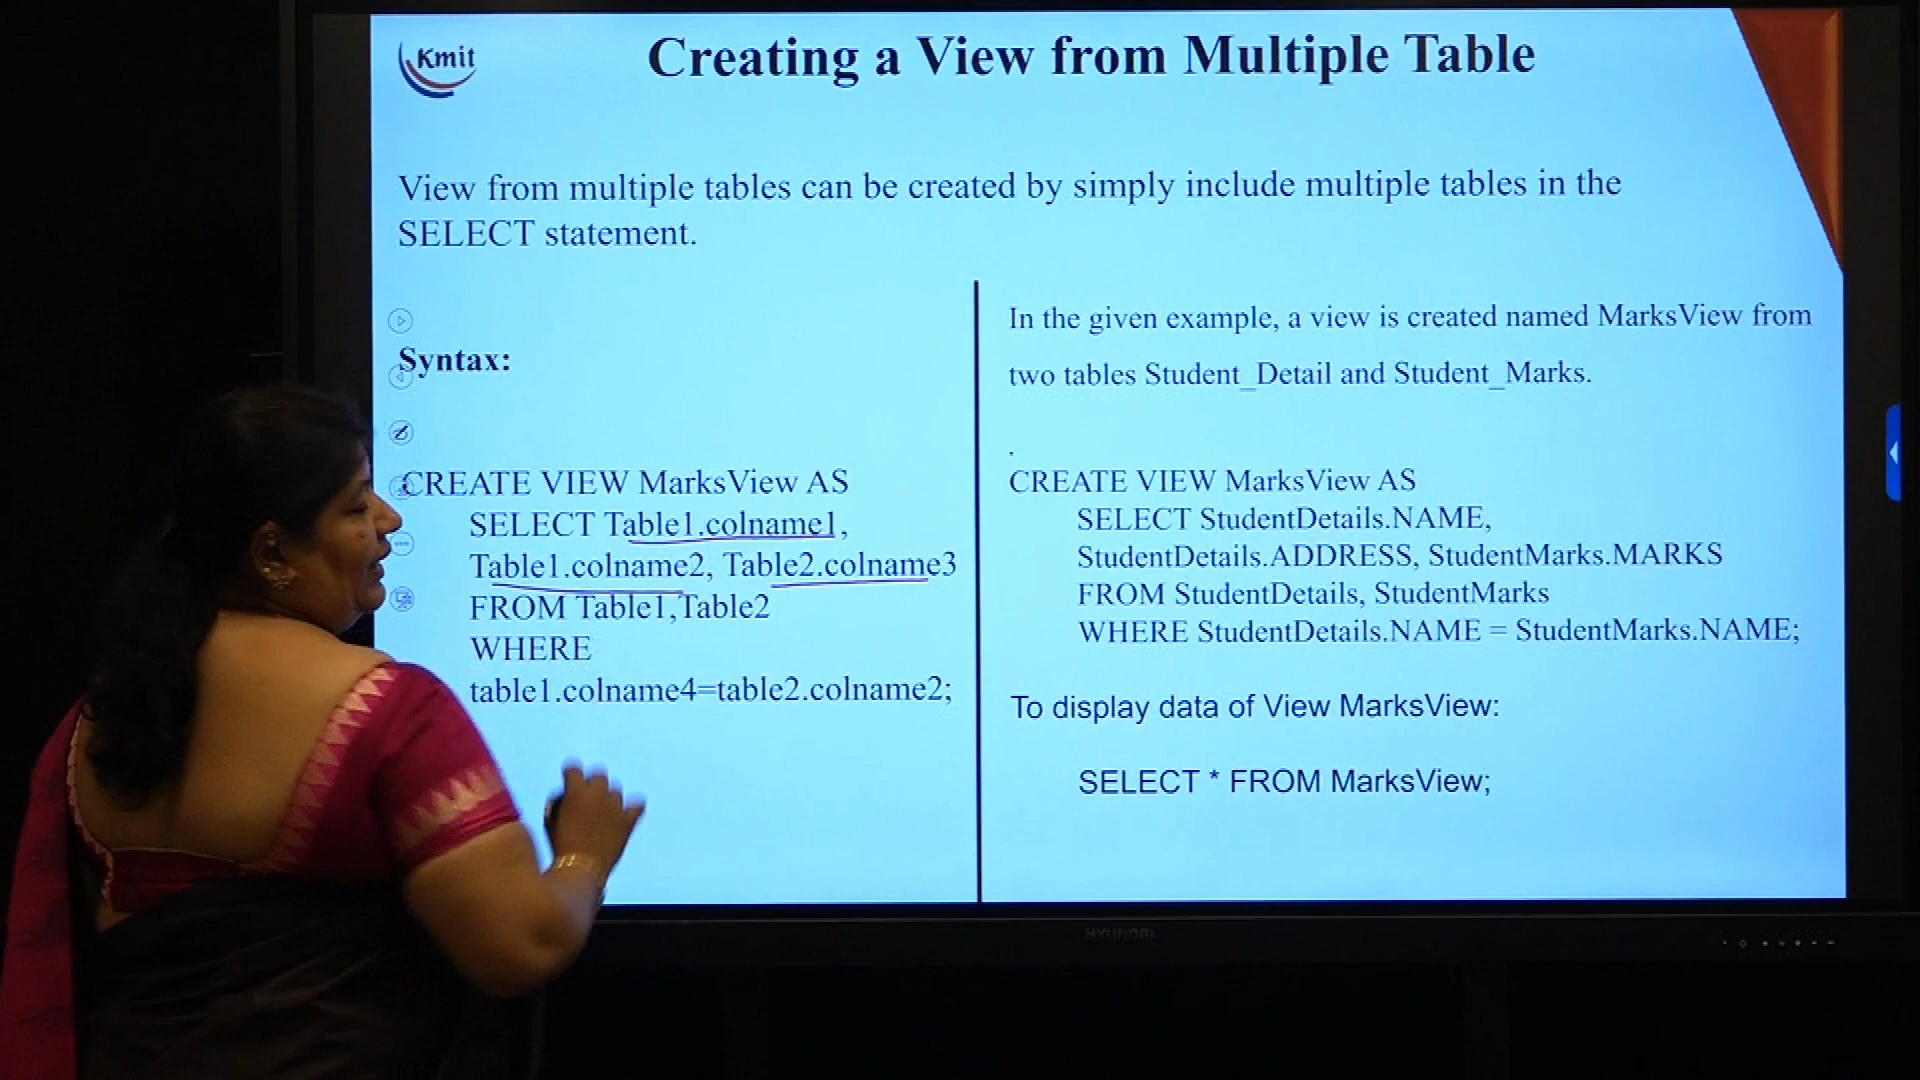 Kmit
Creating a View from Multiple Table
View from multiple tables can be created by simply include multiple tables in the
SELECT statement.
Syntax:
CREATE VIEW MarksView AS
SELECT Table1.colname1,
Table1.colname2, Table2.colname3
FROM Table1,Table2
WHERE
table1.colname4=table2.colname2;
In the given example, a view is created named MarksView from
two tables Student_Detail and Student_Marks.
.
CREATE VIEW MarksView AS
SELECT StudentDetails.NAME,
StudentDetails.ADDRESS, StudentMarks.MARKS
FROM StudentDetails, StudentMarks
WHERE StudentDetails.NAME = StudentMarks.NAME;
To display data of View MarksView:
SELECT * FROM MarksView;
HYUNDAI